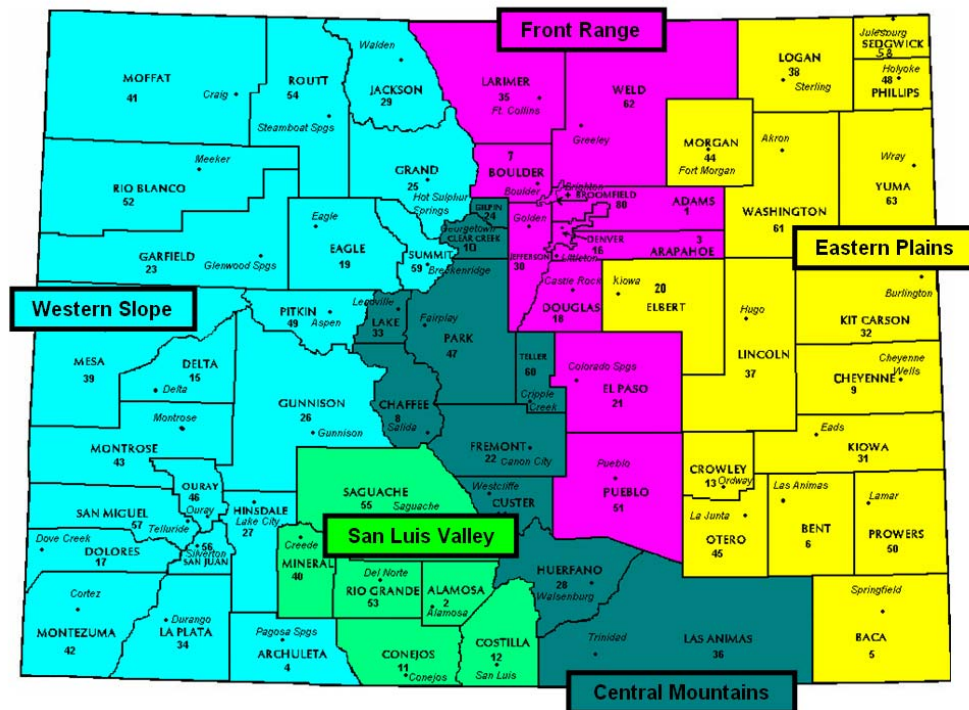 Front Range
Julesburg
SEDGWICK
58
LOGAN
38
Sterling
Holyoke
48
PHILLIPS
Walden
JACKSON
29
MOFFAT
41
Craig
ROUTT
54
Steamboat Spgs
LARIMER
35
Ft. Collins
WELD
62
Greeley
MORGAN
44
Fort Morgan
Akron
WASHINGTON
61
Wray
YUMA
63
Meeker
RIO BLANCO
52
GRAND
25
Hot Sulphur
Springs
7
BOULDER
Boulder
Brighton
BROOMFIELD
80
ADAMS
1
GILPIN
24
Golden
Georgetown
CLEAR CREEK
10
DENVER
16
3
ARAPAHOE
Littleton
JEFFERSON
30
Eastern Plains
Eagle
EAGLE
19
GARFIELD
23
Glenwood Spgs
SUMMIT
59
Breckenridge
Castle Rock
DOUGLAS
18
Kiowa
20
ELBERT
Burlington
KIT CARSON
32
Western Slope
PITKIN
49
Aspen
Leadville
LAKE
33
Fairplay
PARK
47
Hugo
LINCOLN
37
MESA
39
DELTA
15
Delta
TELLER
60
Cripple
Creek
Colorado Spgs
EL PASO
21
Cheyenne
Wells
CHEYENNE
9
GUNNISON
26
Gunnison
CHAFFEE
8
Salida
Montrose
MONTROSE
43
FREMONT
22
Canon City
Eads
KIOWA
31
CROWLEY
13
Ordway
OURAY
46
Ouray
SAGUACHE
55
Saguache
Westcliffe
CUSTER
Pueblo
PUEBLO
51
Las Animas
BENT
6
Lamar
PROWERS
50
La Junta
OTERO
45
SAN MIGUEL
57
Telluride
HINSDALE
Lake City
27
San Luis Valley
Dove Creek
DOLORES
17
56
Silverton
SAN JUAN
Creede
MINERAL
40
Del Norte
RIO GRANDE
53
ALAMOSA
2
Alamosa
HUERFANO
28
Walsenburg
Cortez
MONTEZUMA
42
Durango
LA PLATA
34
Pagosa Spgs
ARCHULETA
4
CONEJOS
11
Conejos
COSTILLA
12
San Luis
Trinidad
LAS ANIMAS
36
Springfield
BACA
5
Central Mountains